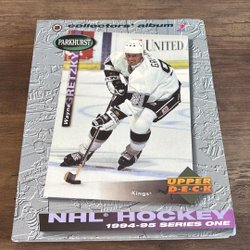 collectors' album
PARKHURST
UNITED
Wayne
GRETZKY
Kings
UPPER
DECK
NHL HOCKEY
1994-95 SERIES ONE